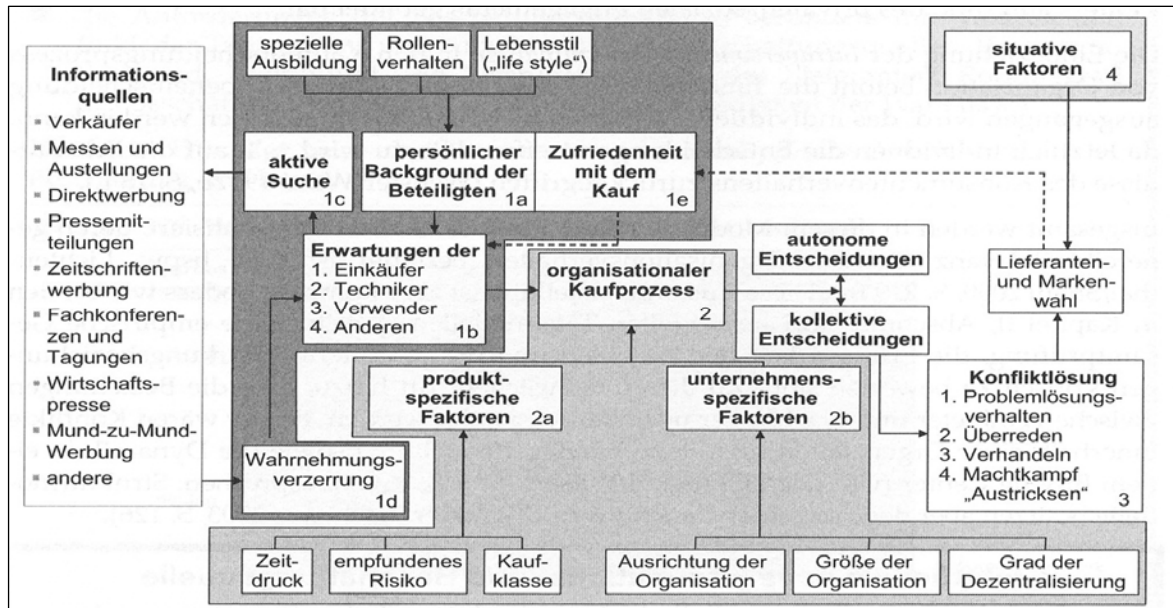 spezielle
Ausbildung
Rollen-
verhalten
Lebensstil
(„life style“)
situative
Faktoren
4
Informations-
quellen
Verkäufer
Messen und
Austellungen
Direktwerbung
Pressemit-
teilungen
Zeitschriften-
werbung
Fachkonferen-
zen und
Tagungen
Wirtschafts-
presse
Mund-zu-Mund-
Werbung
andere
aktive
Suche
1c
persönlicher
Background der
Beteiligten
1a
Zufriedenheit
mit dem
Kauf
1e
Erwartungen der
1. Einkäufer
2. Techniker
3. Verwender
4. Anderen
1b
organisationaler
Kaufprozess
2
autonome
Entscheidungen
kollektive
Entscheidungen
Lieferanten-
und Marken-
wahl
produkt-
spezifische
Faktoren
2a
unternehmens-
spezifische
Faktoren
2b
Konfliktlösung
1. Problemlösungs-
verhalten
2. Überreden
3. Verhandeln
4. Machtkampf
„Austricksen“
3
Wahrnehmungs-
verzerrung
1d
Zeit-
druck
empfundenes
Risiko
Kauf-
klasse
Ausrichtung der
Organisation
Größe der
Organisation
Grad der
Dezentralisierung